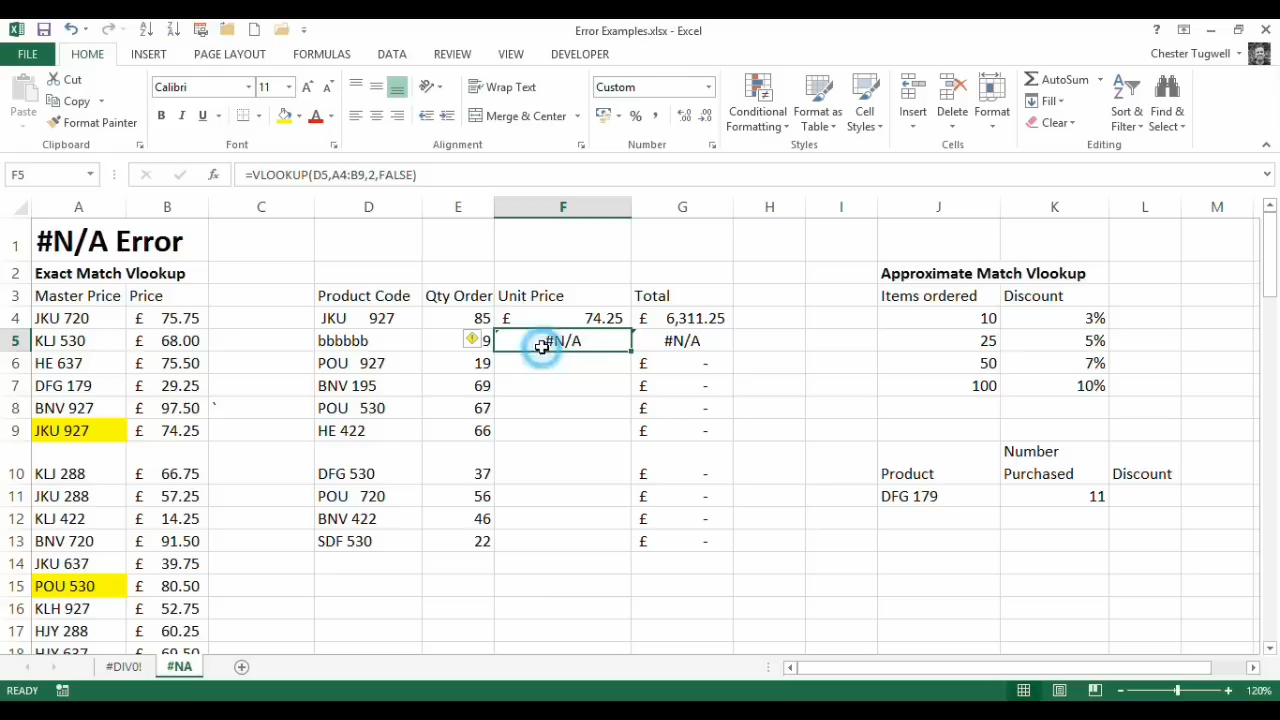 Error Examples.xlsx - Excel
FILE HOME INSERT PAGE LAYOUT FORMULAS DATA REVIEW VIEW DEVELOPER Chester Tugwell
Cut
Copy
Format Painter
Paste
Clipboard
Calibri 11
B I U A
Font
Wrap Text
Merge & Center
Alignment
Custom
%
Number
Conditional Formatting
Format as Table
Cell Styles
Styles
Insert Delete Format
Cells
AutoSum
Fill
Clear
Sort & Filter
Find & Select
Editing
F5 fx =VLOOKUP(D5,A4:B9,2,FALSE)
A B C D E F G H I J K L M
1 #N/A Error
2 Exact Match Vlookup Approximate Match Vlookup
3 Master Price Price Product Code Qty Order Unit Price Total Items ordered Discount
4 JKU 720 £ 75.75 JKU 927 85 £ 74.25 £ 6,311.25 10 3%
5 KLJ 530 £ 68.00 bbbbbb 9 #N/A #N/A 25 5%
6 HE 637 £ 75.50 POU 927 19 £ - 50 7%
7 DFG 179 £ 29.25 BNV 195 69 £ - 100 10%
8 BNV 927 £ 97.50 ` POU 530 67 £ -
9 JKU 927 £ 74.25 HE 422 66 £ -
10 KLJ 288 £ 66.75 DFG 530 37 £ - Product Number Purchased Discount
11 JKU 288 £ 57.25 POU 720 56 £ - DFG 179 11
12 KLJ 422 £ 14.25 BNV 422 46 £ -
13 BNV 720 £ 91.50 SDF 530 22 £ -
14 JKU 637 £ 39.75
15 POU 530 £ 80.50
16 KLH 927 £ 52.75
17 HJY 288 £ 60.25
18 HJY 637 £ 69.50
#DIV0! #NA
READY 120%